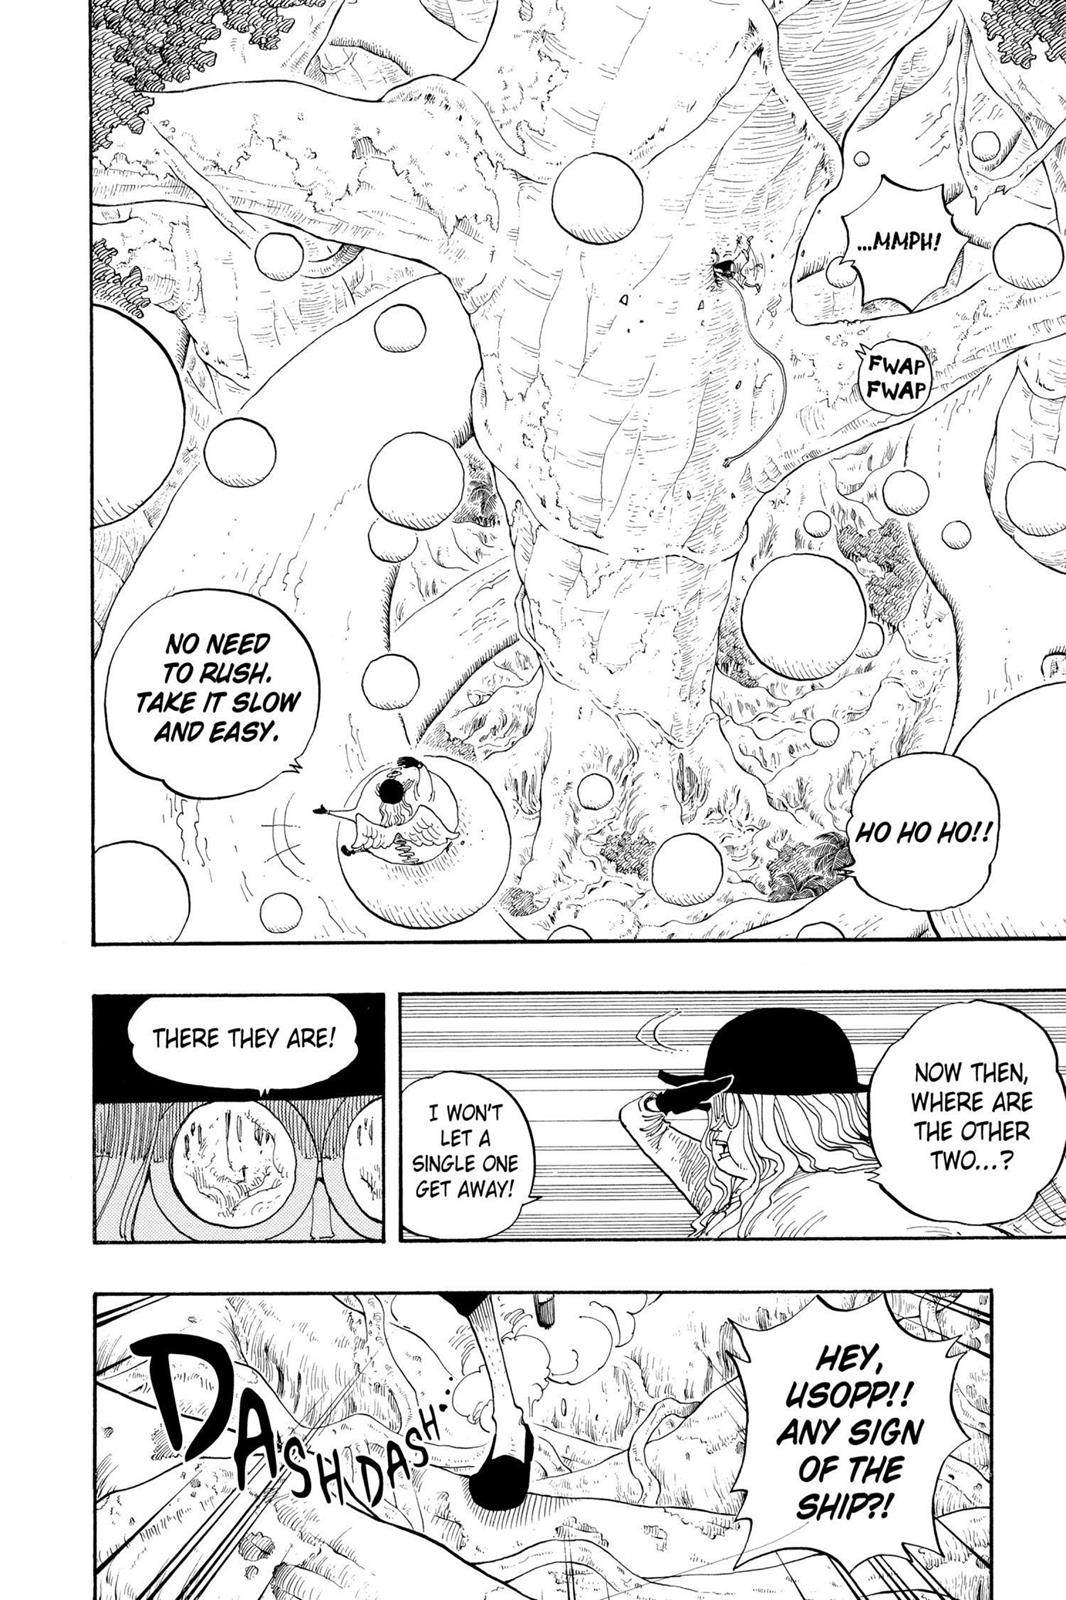 ...MMPH!
FWAP
FWAP
NO NEED
TO RUSH.
TAKE IT SLOW
AND EASY.
HO HO HO!!
NOW THEN,
WHERE ARE
THE OTHER
TWO...?
I WON'T
LET A
SINGLE ONE
GET AWAY!
THERE THEY ARE!
HEY,
USOPP!!
ANY SIGN
OF THE
SHIP?!
DASH DASH